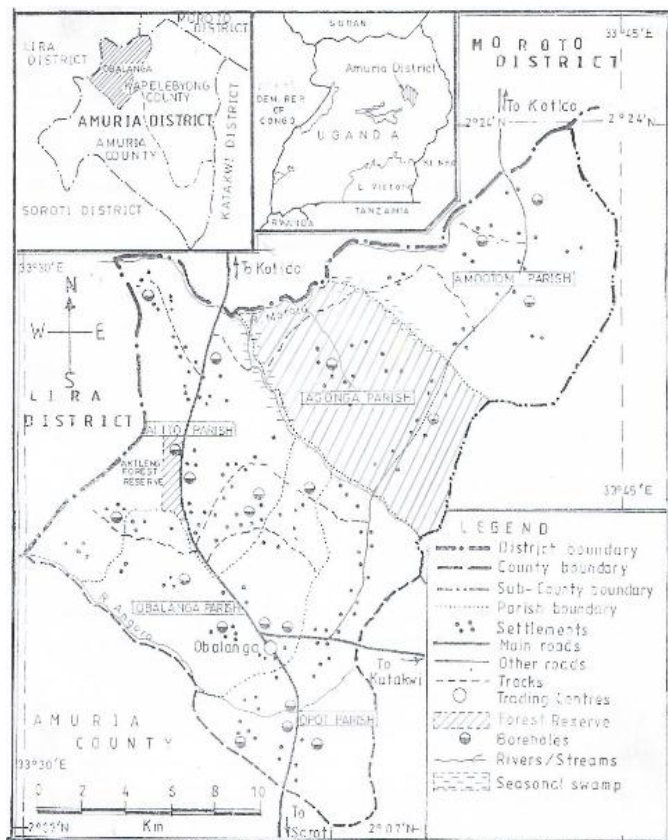 MOROTO
DISTRICT
LIRA
DISTRICT
OBALANGA
KAPELEBYONG
COUNTY
AMURIA DISTRICT
AMURIA
COUNTY
KATAKWI DISTRICT
SOROTI DISTRICT
SUDAN
Amuria District
DEM REP
OF
CONGO
UGANDA
KENYA
L. Victoria
TANZANIA
RWANDA
33°45'E
MOROTO
DISTRICT
To Kotido
2°24'N
2°24'N
33°30'E
To Kotido
N
W
E
S
AMOOTOM PARISH
LIRA
DISTRICT
AGONGA PARISH
ALITO PARISH
AKILENG
FOREST
RESERVE
33°45'E
OBALANGA PARISH
Obalanga
To
Katakwi
OPOT PARISH
AMURIA
COUNTY
33°30'E
0 2 4 6 8 10
Km
To
Soroti
2°07'N
2°07'N
LEGEND
District boundary
County boundary
Sub-County boundary
Parish boundary
Settlements
Main roads
Other roads
Tracks
Trading Centres
Forest Reserve
Boreholes
Rivers/Streams
Seasonal swamp